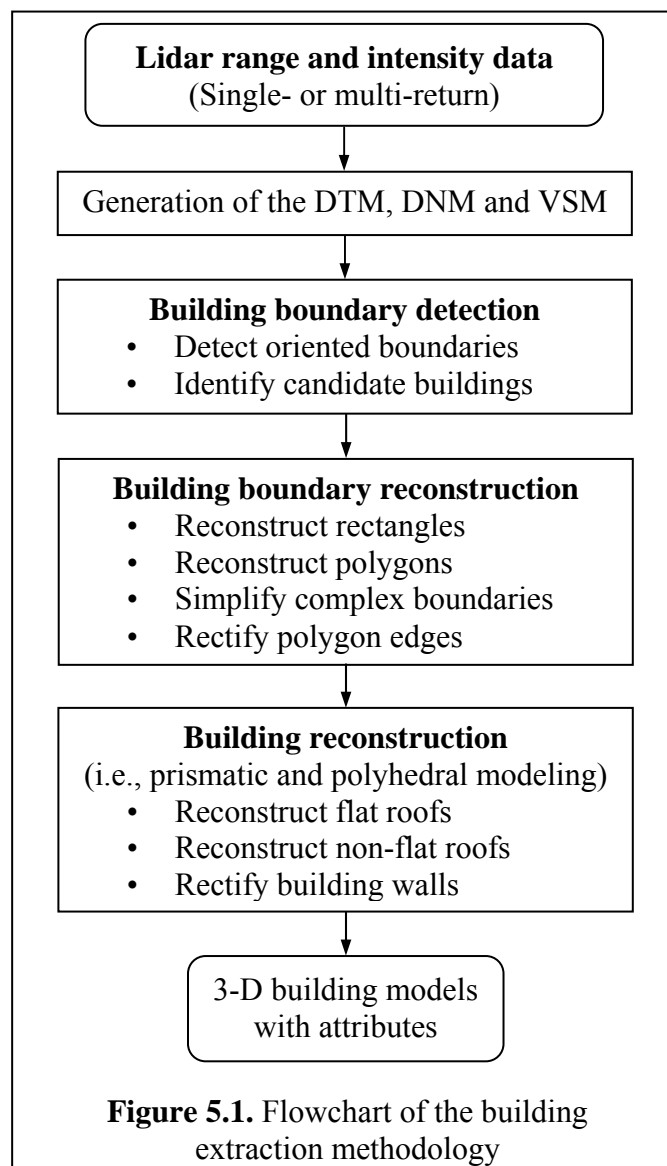 Lidar range and intensity data
(Single- or multi-return)
Generation of the DTM, DNM and VSM
Building boundary detection
• Detect oriented boundaries
• Identify candidate buildings
Building boundary reconstruction
• Reconstruct rectangles
• Reconstruct polygons
• Simplify complex boundaries
• Rectify polygon edges
Building reconstruction
(i.e., prismatic and polyhedral modeling)
• Reconstruct flat roofs
• Reconstruct non-flat roofs
• Rectify building walls
3-D building models
with attributes
Figure 5.1. Flowchart of the building
extraction methodology